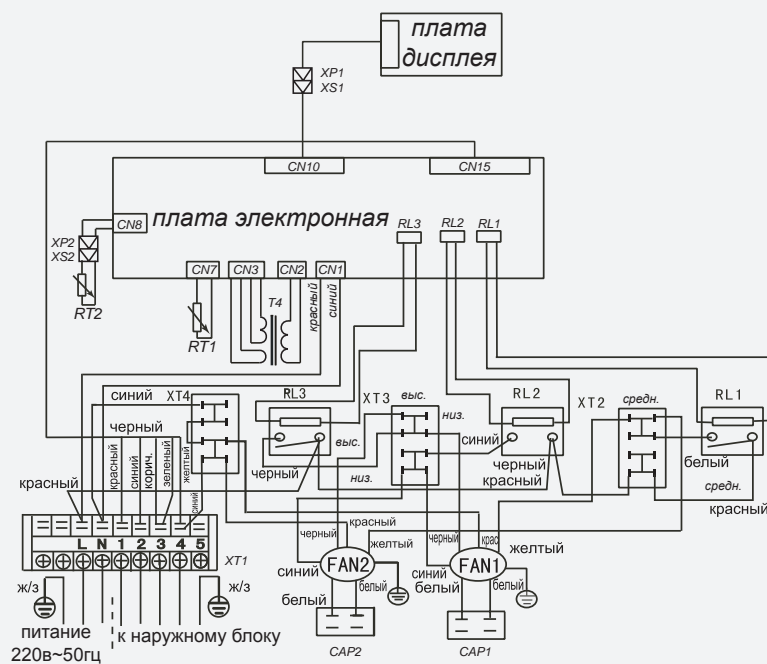 плата
дисплея
XP1
XS1
CN10
CN15
плата электронная
CN8
RL3
RL2
RL1
XP2
XS2
RT2
CN7
CN3
CN2
CN1
RT1
T4
красный
синий
синий
XT4
RL3
XT3
выс.
низ.
RL2
XT2
средн.
RL1
черный
выс.
синий
белый
красный
синий
корич.
зеленый
желтый
черный
низ.
черный
красный
средн.
красный
красный
синий
L N 1 2 3 4 5
XT1
черный
красный
желтый
черный
крас
желтый
синий
FAN2
синий
FAN1
белый
белый
белый
белый
ж/з
ж/з
питание
220в~50гц
к наружному блоку
CAP2
CAP1